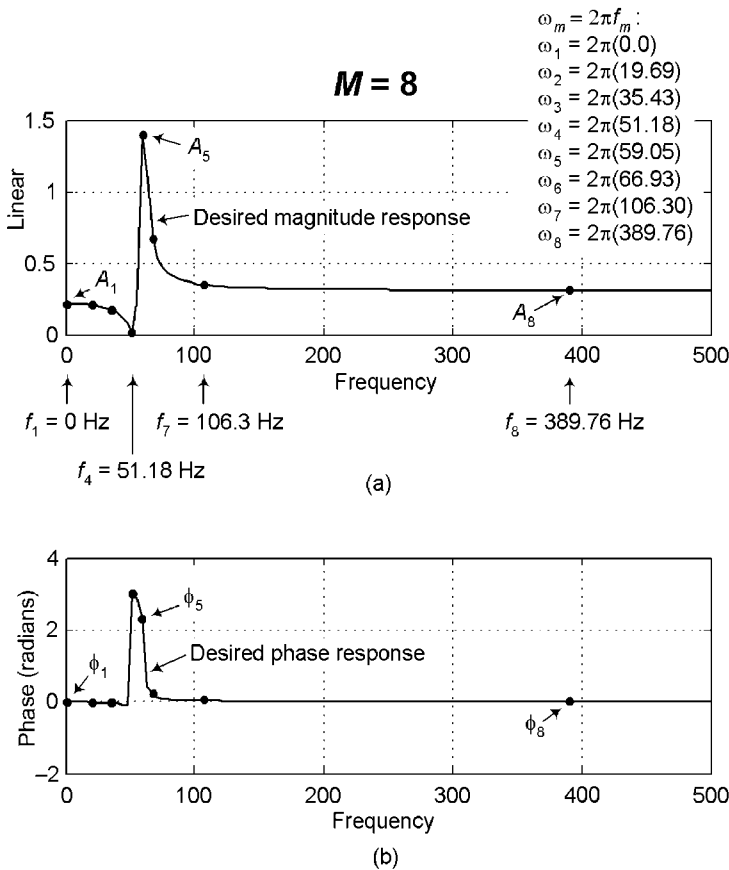 ωₘ = 2πfₘ :
ω₁ = 2π(0.0)
ω₂ = 2π(19.69)
ω₃ = 2π(35.43)
ω₄ = 2π(51.18)
ω₅ = 2π(59.05)
ω₆ = 2π(66.93)
ω₇ = 2π(106.30)
ω₈ = 2π(389.76)
M = 8
Linear
1.5
1
0.5
0
A₅
Desired magnitude response
A₁
A₈
0 100 200 300 400 500
Frequency
f₁ = 0 Hz
f₇ = 106.3 Hz
f₈ = 389.76 Hz
f₄ = 51.18 Hz
(a)
Phase (radians)
4
2
0
–2
ϕ₅
Desired phase response
ϕ₁
ϕ₈
0 100 200 300 400 500
Frequency
(b)